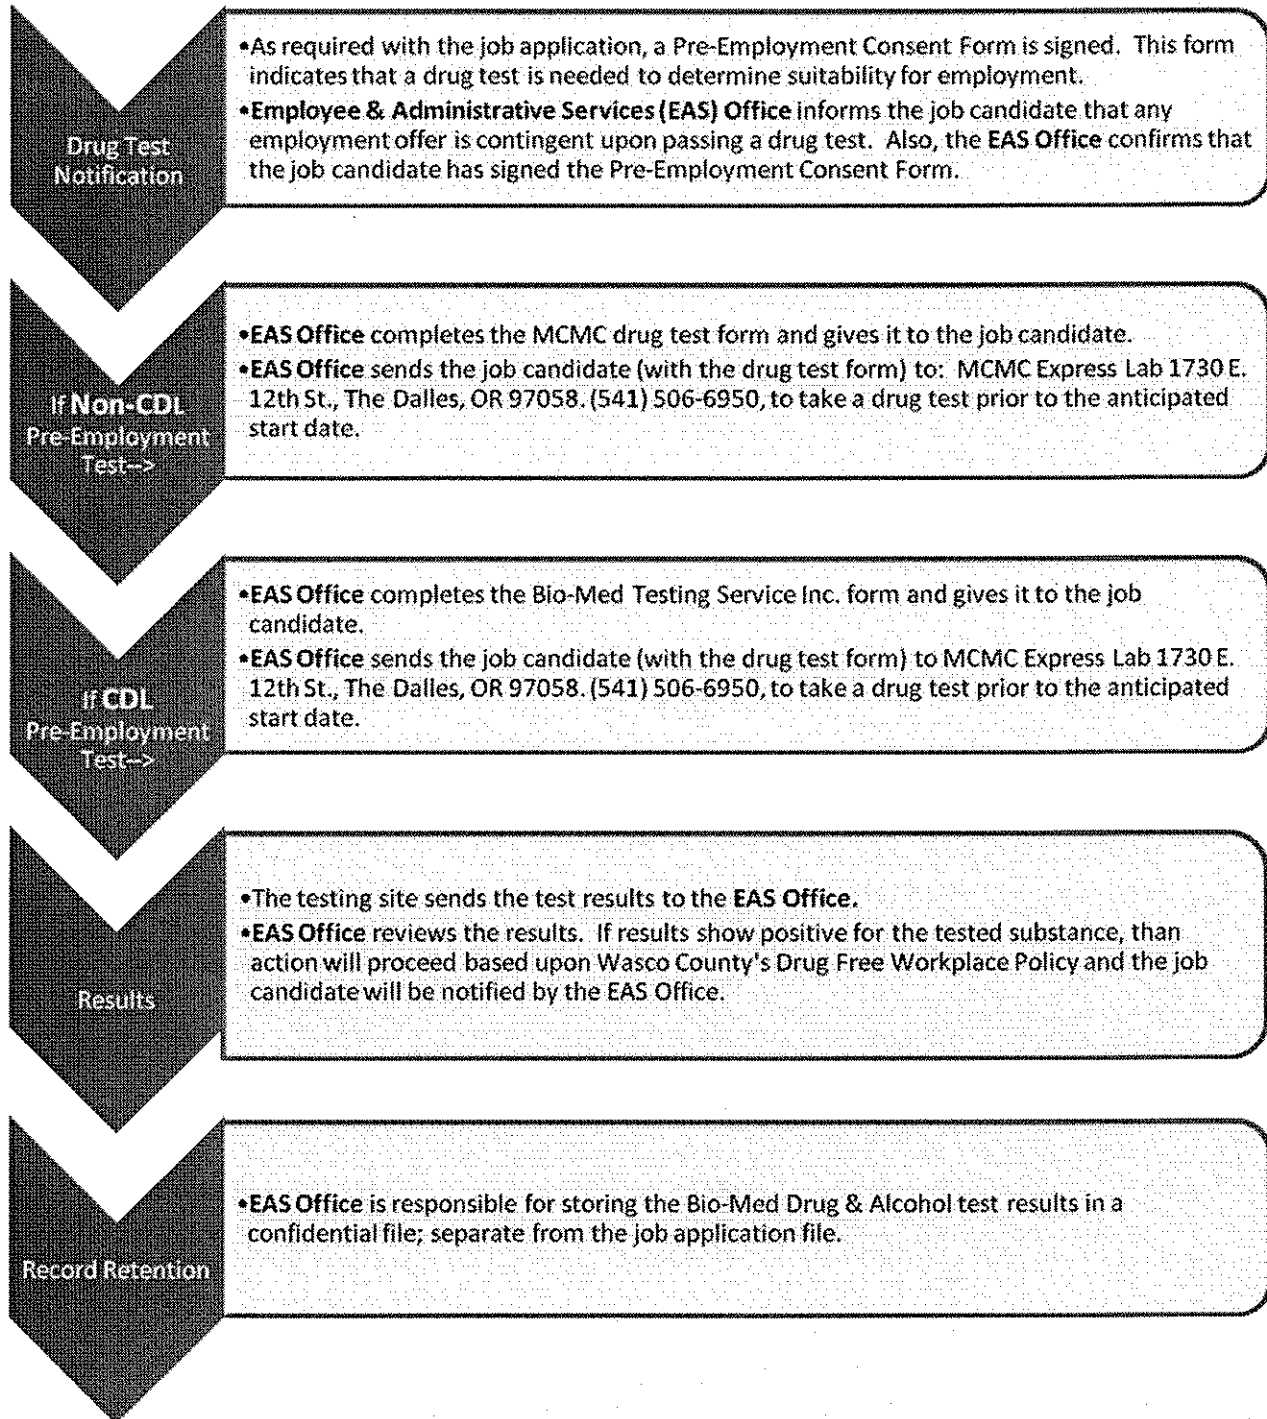 Drug Test
Notification
•As required with the job application, a Pre-Employment Consent Form is signed.  This form
indicates that a drug test is needed to determine suitability for employment.
•Employee & Administrative Services (EAS) Office informs the job candidate that any
employment offer is contingent upon passing a drug test.  Also, the EAS Office confirms that
the job candidate has signed the Pre-Employment Consent Form.
If Non-CDL
Pre-Employment
Test-->
•EAS Office completes the MCMC drug test form and gives it to the job candidate.
•EAS Office sends the job candidate (with the drug test form) to:  MCMC Express Lab 1730 E.
12th St., The Dalles, OR 97058. (541) 506-6950, to take a drug test prior to the anticipated
start date.
If CDL
Pre-Employment
Test-->
•EAS Office completes the Bio-Med Testing Service Inc. form and gives it to the job
candidate.
•EAS Office sends the job candidate (with the drug test form) to MCMC Express Lab 1730 E.
12th St., The Dalles, OR 97058. (541) 506-6950, to take a drug test prior to the anticipated
start date.
Results
•The testing site sends the test results to the EAS Office.
•EAS Office reviews the results.  If results show positive for the tested substance, than
action will proceed based upon Wasco County's Drug Free Workplace Policy and the job
candidate will be notified by the EAS Office.
Record Retention
•EAS Office is responsible for storing the Bio-Med Drug & Alcohol test results in a
confidential file; separate from the job application file.